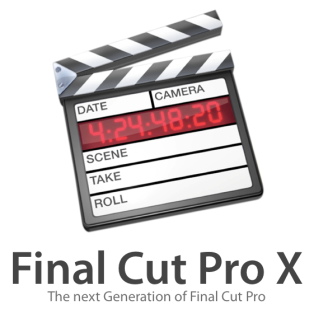 DATE CAMERA
4:24:48:20
SCENE
TAKE
ROLL
Final Cut Pro X
The next Generation of Final Cut Pro